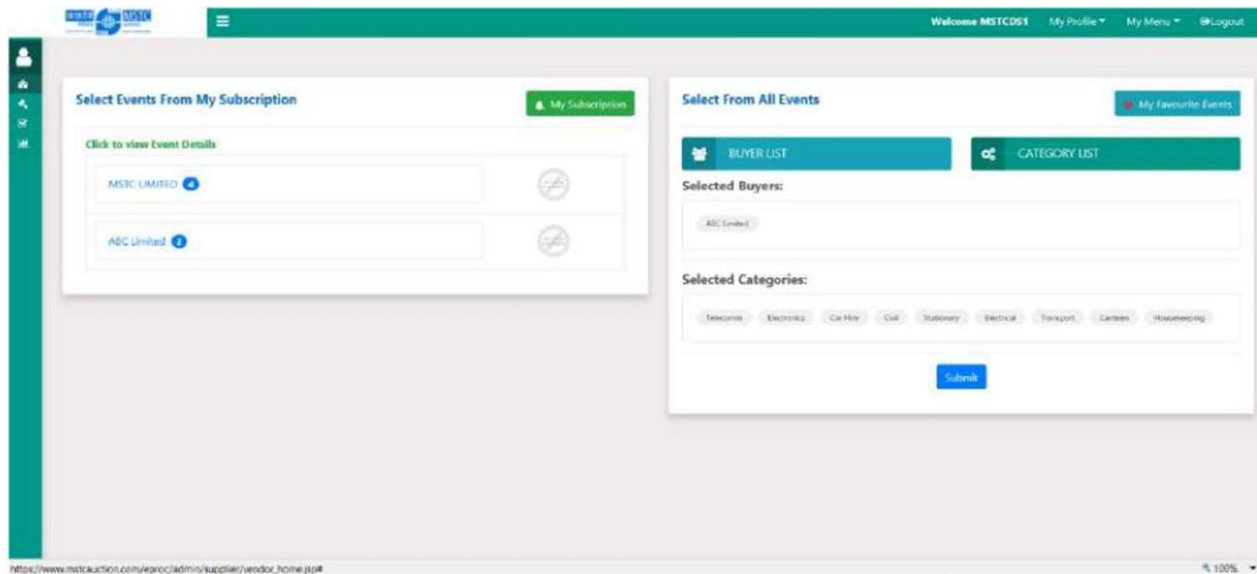 MSTC
Welcome MSTCDS1 My Profile My Menu Logout
Select Events From My Subscription
My Subscription
Click to view Event Details
MSTC LIMITED 4
ABC Limited 2
Select From All Events
My Favourite Events
BUYER LIST
CATEGORY LIST
Selected Buyers:
ABC Limited
Selected Categories:
Telecomm Electronics Car Hire Civil Stationery Electrical Transport Canteen Housekeeping
Submit
https://www.mstcauction.com/eproc/admin/supplier/vendor_home.jsp#
100%